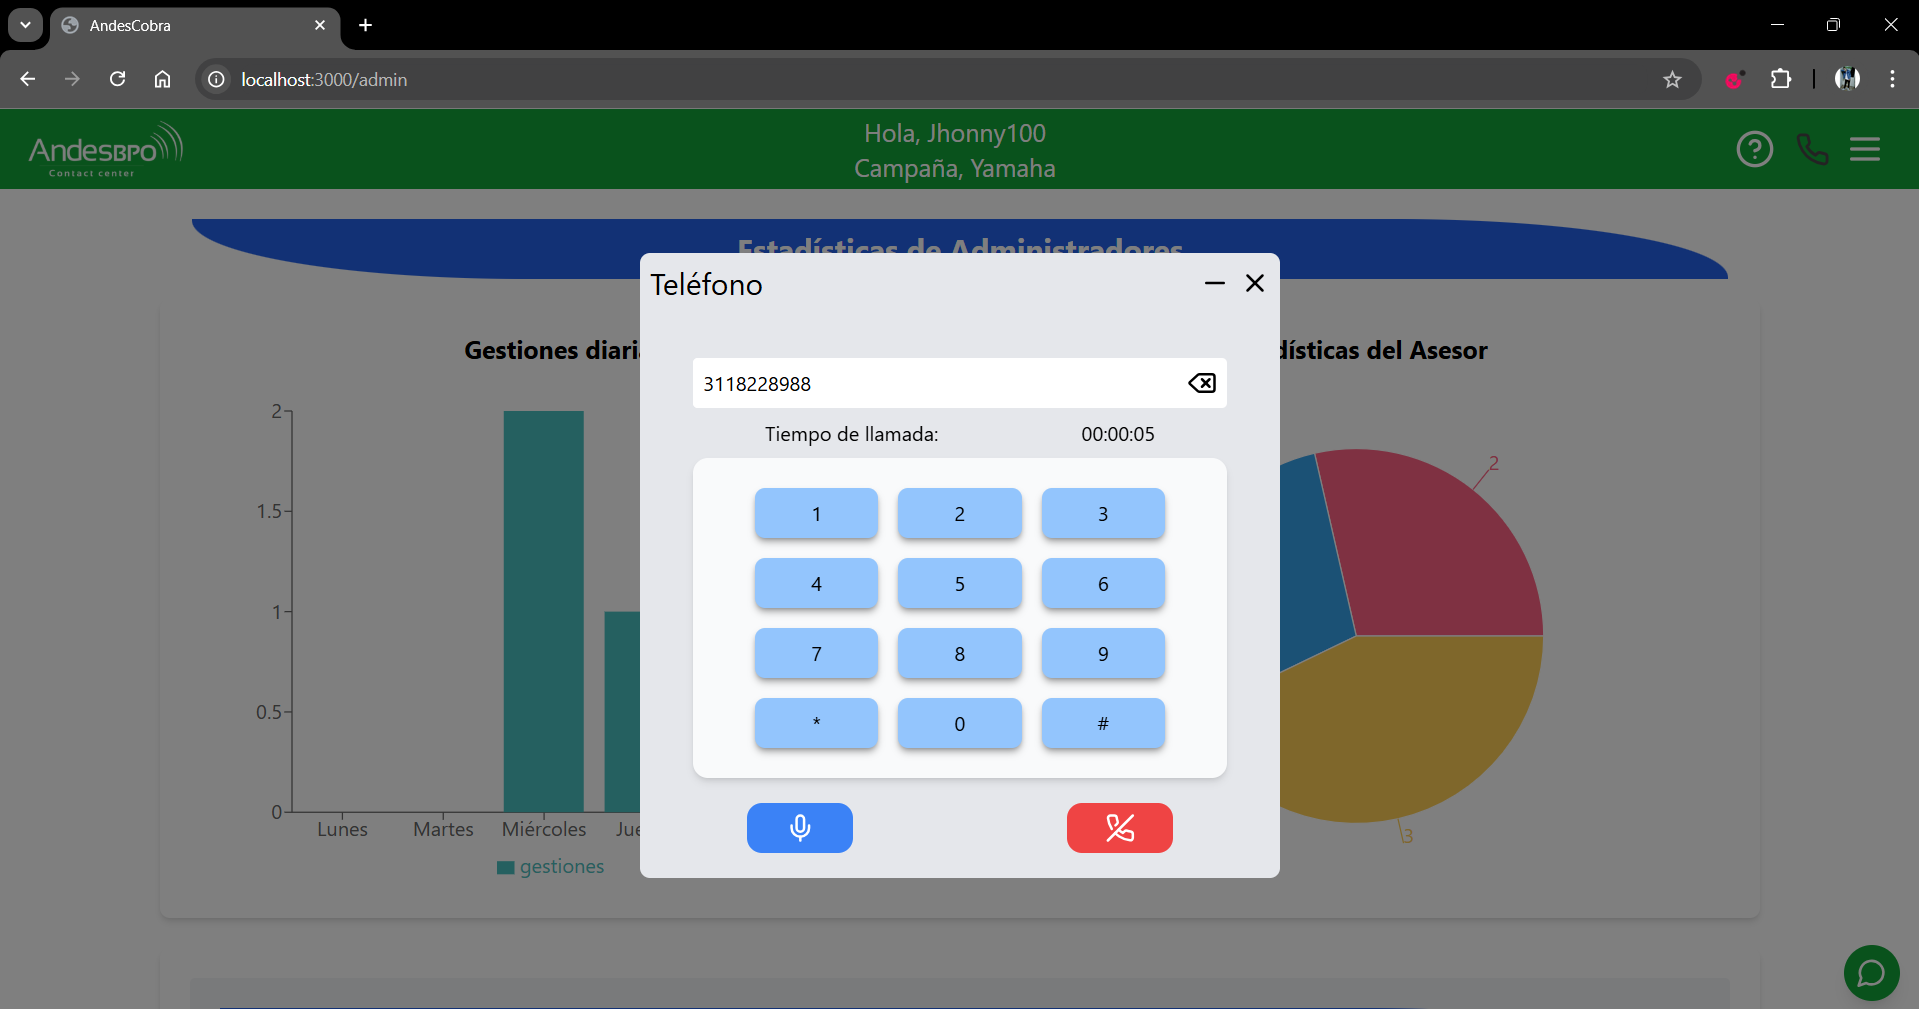 AndesCobra
localhost:3000/admin
AndesBPO
Contact center
Hola, Jhonny100
Campaña, Yamaha
Estadísticas de Administradores
Teléfono
Gestiones diari
dísticas del Asesor
3118228988
Tiempo de llamada: 00:00:05
1 2 3
4 5 6
7 8 9
* 0 #
2
1.5
1
0.5
0
Lunes Martes Miércoles Jue
gestiones
2
3